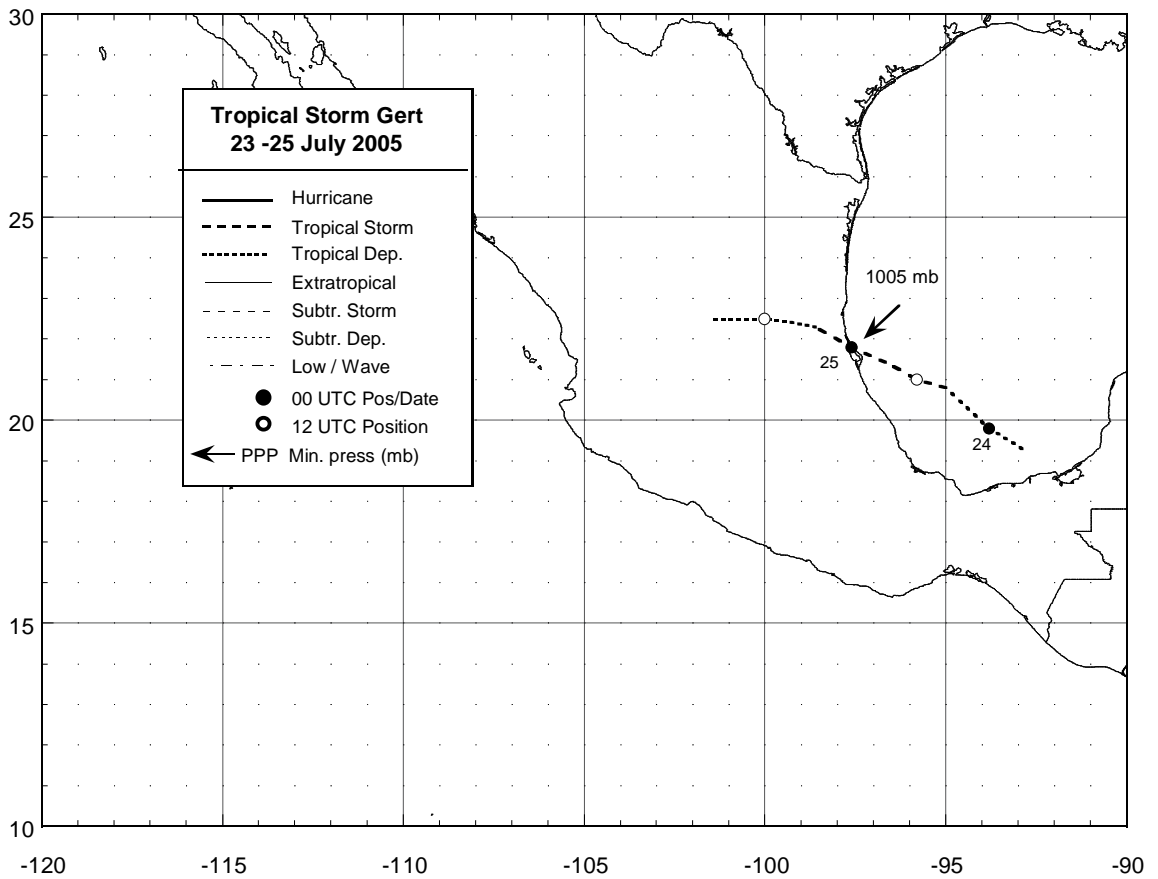 30
Tropical Storm Gert
23 -25 July 2005
Hurricane
Tropical Storm
25
Tropical Dep.
1005 mb
Extratropical
Subtr. Storm
Subtr. Dep.
25
Low / Wave
00 UTC Pos/Date
20
12 UTC Position
24
PPP Min. press (mb)
15
10
-120 -115 -110 -105 -100 -95 -90